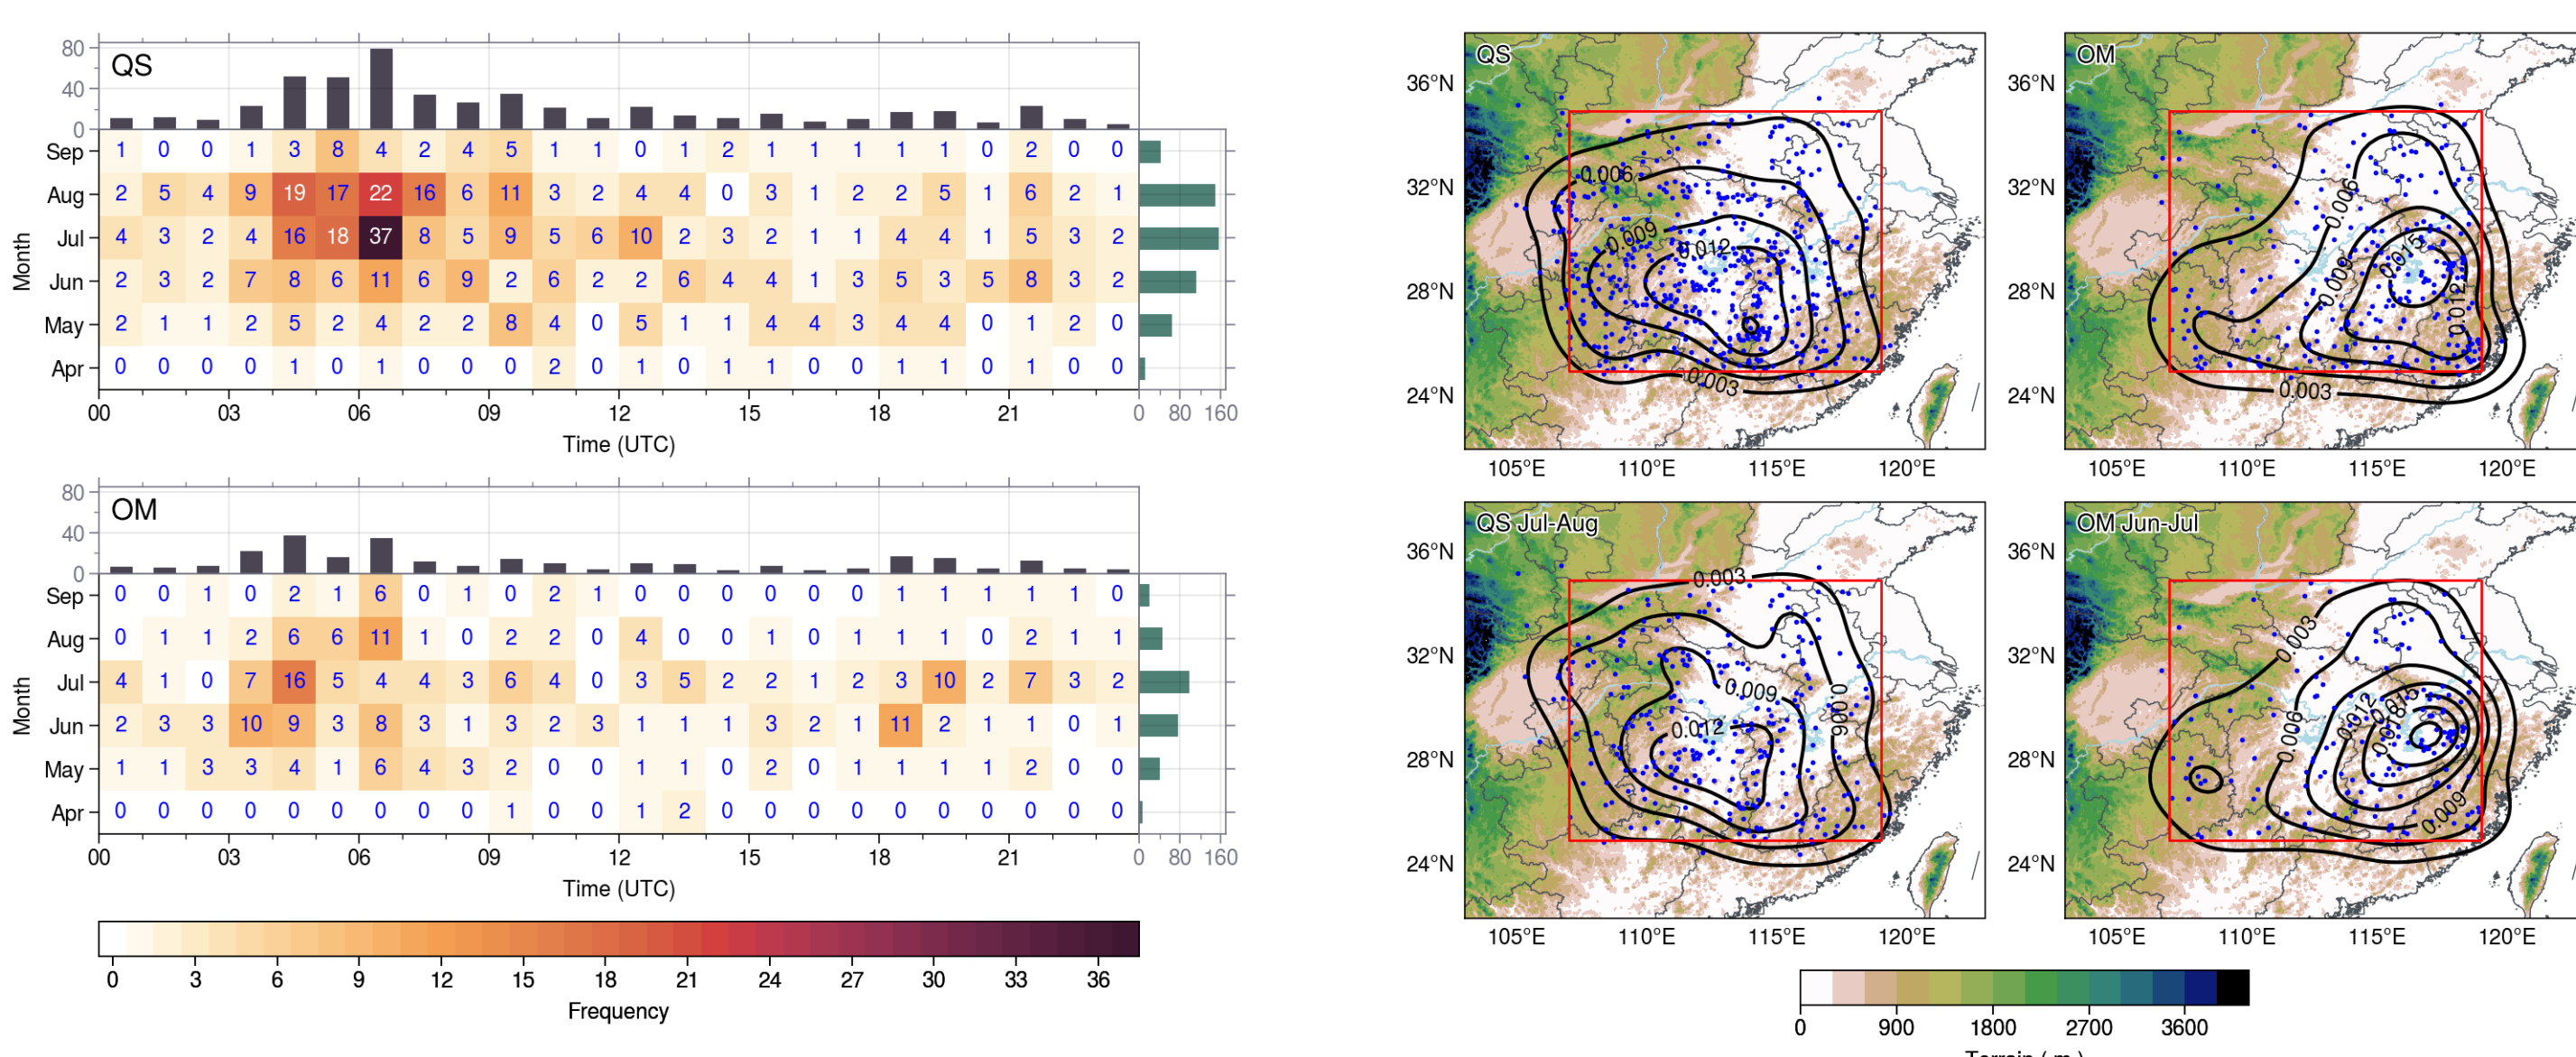 QS
80
40
0
Sep 1 0 0 1 3 8 4 2 4 5 1 1 0 1 2 1 1 1 1 1 0 2 0 0
Aug 2 5 4 9 19 17 22 16 6 11 3 2 4 4 0 3 1 2 2 5 1 6 2 1
Jul 4 3 2 4 16 18 37 8 5 9 5 6 10 2 3 2 1 1 4 4 1 5 3 2
Jun 2 3 2 7 8 6 11 6 9 2 6 2 2 6 4 4 1 3 5 3 5 8 3 2
May 2 1 1 2 5 2 4 2 2 8 4 0 5 1 1 4 4 3 4 4 0 1 2 0
Apr 0 0 0 0 1 0 1 0 0 0 2 0 1 0 1 1 0 0 1 1 0 1 0 0
Month
00 03 06 09 12 15 18 21 0 80 160
Time (UTC)
OM
80
40
0
Sep 0 0 1 0 2 1 6 0 1 0 2 1 0 0 0 0 0 0 1 1 1 1 1 0
Aug 0 1 1 2 6 6 11 1 0 2 2 0 4 0 0 1 0 1 1 1 0 2 1 1
Jul 4 1 0 7 16 5 4 4 3 6 4 0 3 5 2 2 1 2 3 10 2 7 3 2
Jun 2 3 3 10 9 3 8 3 1 3 2 3 1 1 1 3 2 1 11 2 1 1 0 1
May 1 1 3 3 4 1 6 4 3 2 0 0 1 1 0 2 0 1 1 1 1 2 0 0
Apr 0 0 0 0 0 0 0 0 0 1 0 0 1 2 0 0 0 0 0 0 0 0 0 0
Month
00 03 06 09 12 15 18 21 0 80 160
Time (UTC)
0 3 6 9 12 15 18 21 24 27 30 33 36
Frequency
QS
36°N
32°N
28°N
24°N
0.006
0.009
0.012
0.003
105°E 110°E 115°E 120°E
OM
36°N
32°N
28°N
24°N
0.006
0.015
0.009
0.012
0.003
105°E 110°E 115°E 120°E
QS Jul-Aug
36°N
32°N
28°N
24°N
0.003
0.009
0.006
0.012
105°E 110°E 115°E 120°E
OM Jun-Jul
36°N
32°N
28°N
24°N
0.003
0.006
0.012
0.015
0.018
0.009
105°E 110°E 115°E 120°E
0 900 1800 2700 3600
Terrain ( m )